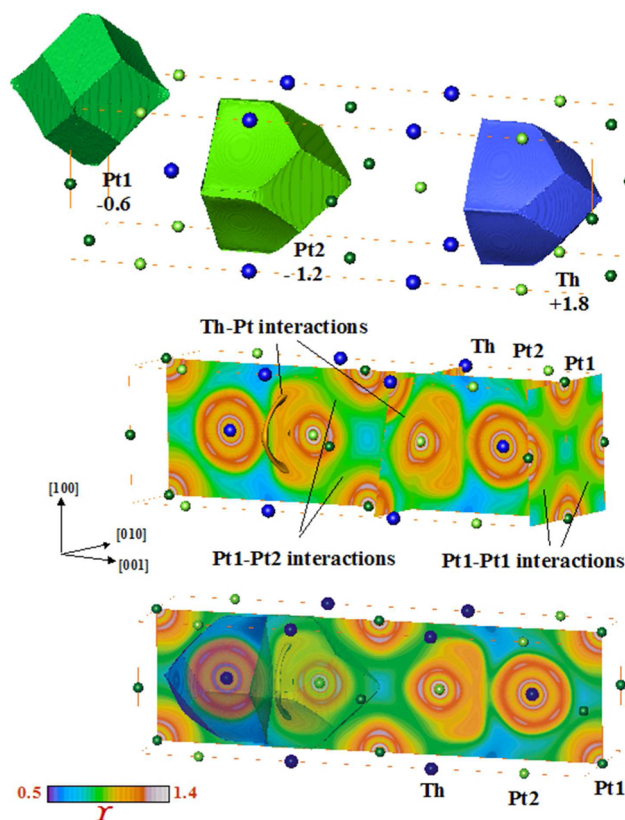 Pt1
-0.6
Pt2
-1.2
Th
+1.8
Th-Pt interactions
Th
Pt2
Pt1
[100]
[010]
[001]
Pt1-Pt2 interactions
Pt1-Pt1 interactions
Th
Pt2
Pt1
0.5
1.4
ϒ